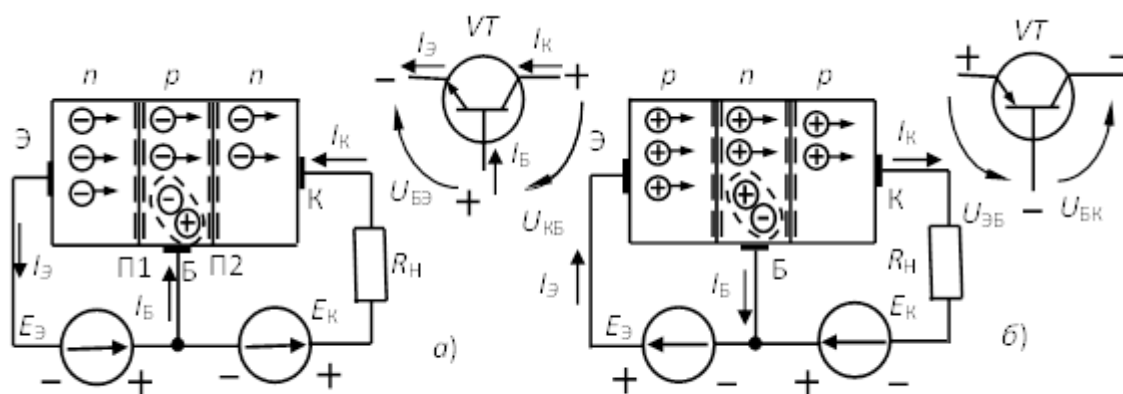 VT
I_Э I_К
- +
n p n
Э
I_К
К
I_Б
U_БЭ
+
U_КБ
П1 Б П2
I_Э
I_Б
R_Н
E_Э E_К
а)
- + - +
VT
+ -
p n p
Э
I_К
К
U_ЭБ U_БК
-
Б
I_Э
I_Б
R_Н
E_Э E_К
б)
+ - + -